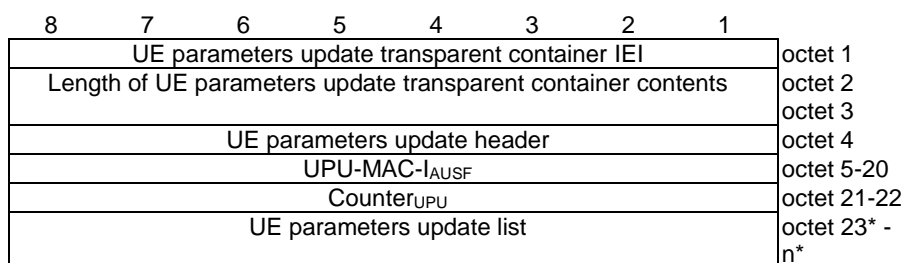 8 7 6 5 4 3 2 1
UE parameters update transparent container IEI octet 1
Length of UE parameters update transparent container contents octet 2
octet 3
UE parameters update header octet 4
UPU-MAC-IAUSF octet 5-20
CounterUPU octet 21-22
UE parameters update list octet 23* -
n*